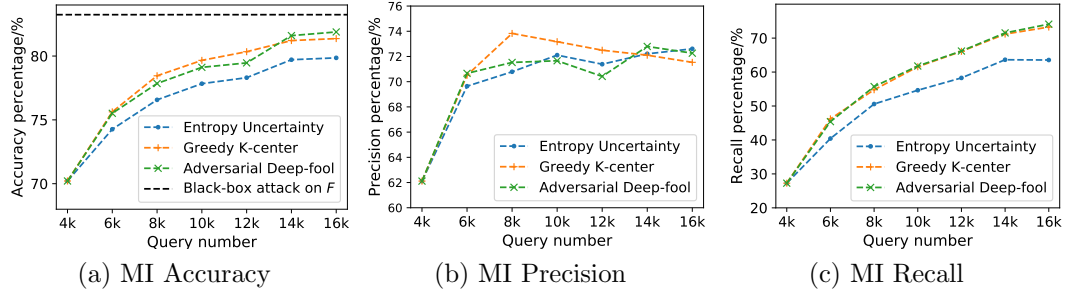 Accuracy percentage/%
80
75
70
Entropy Uncertainty
Greedy K-center
Adversarial Deep-fool
Black-box attack on F
4k 6k 8k 10k 12k 14k 16k
Query number
(a) MI Accuracy
Precision percentage/%
76
74
72
70
68
66
64
62
60
Entropy Uncertainty
Greedy K-center
Adversarial Deep-fool
4k 6k 8k 10k 12k 14k 16k
Query number
(b) MI Precision
Recall percentage/%
70
60
50
40
30
20
Entropy Uncertainty
Greedy K-center
Adversarial Deep-fool
4k 6k 8k 10k 12k 14k 16k
Query number
(c) MI Recall